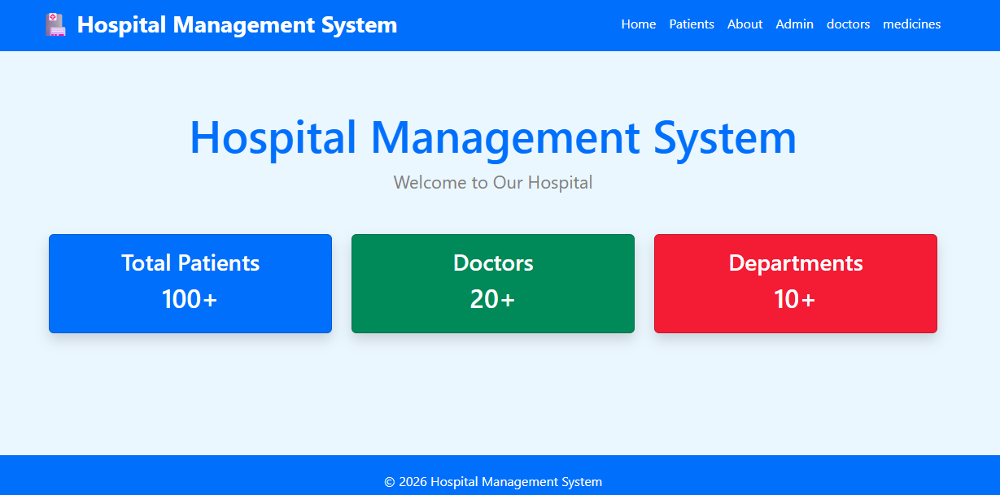 Hospital Management System
Home Patients About Admin doctors medicines
Hospital Management System
Welcome to Our Hospital
Total Patients
100+
Doctors
20+
Departments
10+
© 2026 Hospital Management System